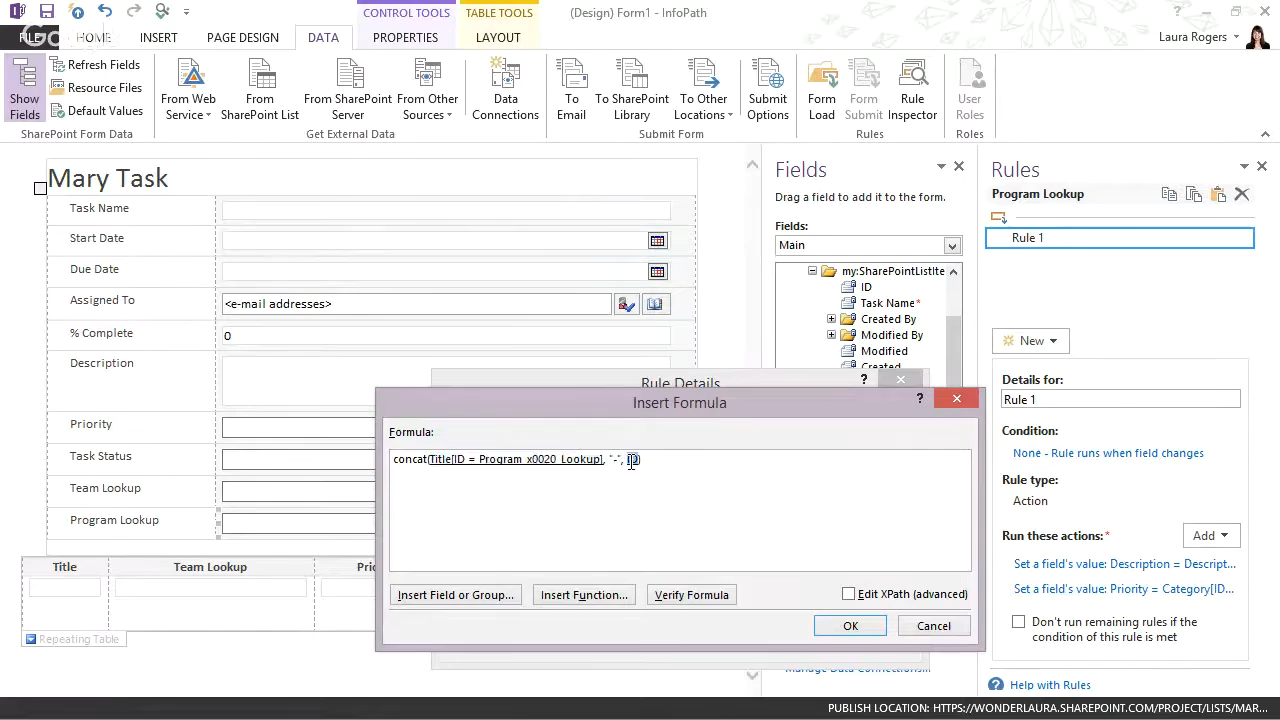 CONTROL TOOLS
TABLE TOOLS
(Design) Form1 - InfoPath
?
FILE
HOME
INSERT
PAGE DESIGN
DATA
PROPERTIES
LAYOUT
Laura Rogers
Show Fields
Refresh Fields
Resource Files
Default Values
From Web Service
From SharePoint List
From SharePoint Server
From Other Sources
Data Connections
To Email
To SharePoint Library
To Other Locations
Submit Options
Form Load
Form Submit
Rule Inspector
User Roles
SharePoint Form Data
Get External Data
Submit Form
Rules
Roles
Mary Task
Task Name
Start Date
Due Date
Assigned To
<e-mail addresses>
% Complete
0
Description
Priority
Task Status
Team Lookup
Program Lookup
Title
Team Lookup
Repeating Table
Fields
Drag a field to add it to the form.
Fields:
Main
my:SharePointListIte
ID
Task Name*
Created By
Modified By
Modified
Created
Rules
Program Lookup
Rule 1
New
Details for:
Rule 1
Condition:
None - Rule runs when field changes
Rule type:
Action
Run these actions:*
Add
Set a field's value: Description = Descript...
Set a field's value: Priority = Category[ID...
Don't run remaining rules if the
condition of this rule is met
Help with Rules
Rule Details
?
Insert Formula
?
Formula:
concat(Title[ID = Program_x0020_Lookup], "-", ID)
Insert Field or Group...
Insert Function...
Verify Formula
Edit XPath (advanced)
OK
Cancel
Manage Data Connections...
PUBLISH LOCATION: HTTPS://WONDERLAURA.SHAREPOINT.COM/PROJECT/LISTS/MAR...